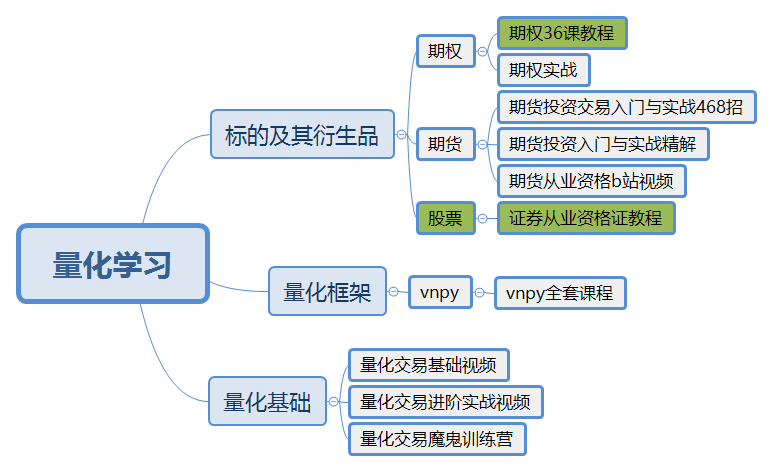 量化学习
标的及其衍生品
期权
期权36课教程
期权实战
期货
期货投资交易入门与实战468招
期货投资入门与实战精解
期货从业资格b站视频
股票
证券从业资格证教程
量化框架
vnpy
vnpy全套课程
量化基础
量化交易基础视频
量化交易进阶实战视频
量化交易魔鬼训练营